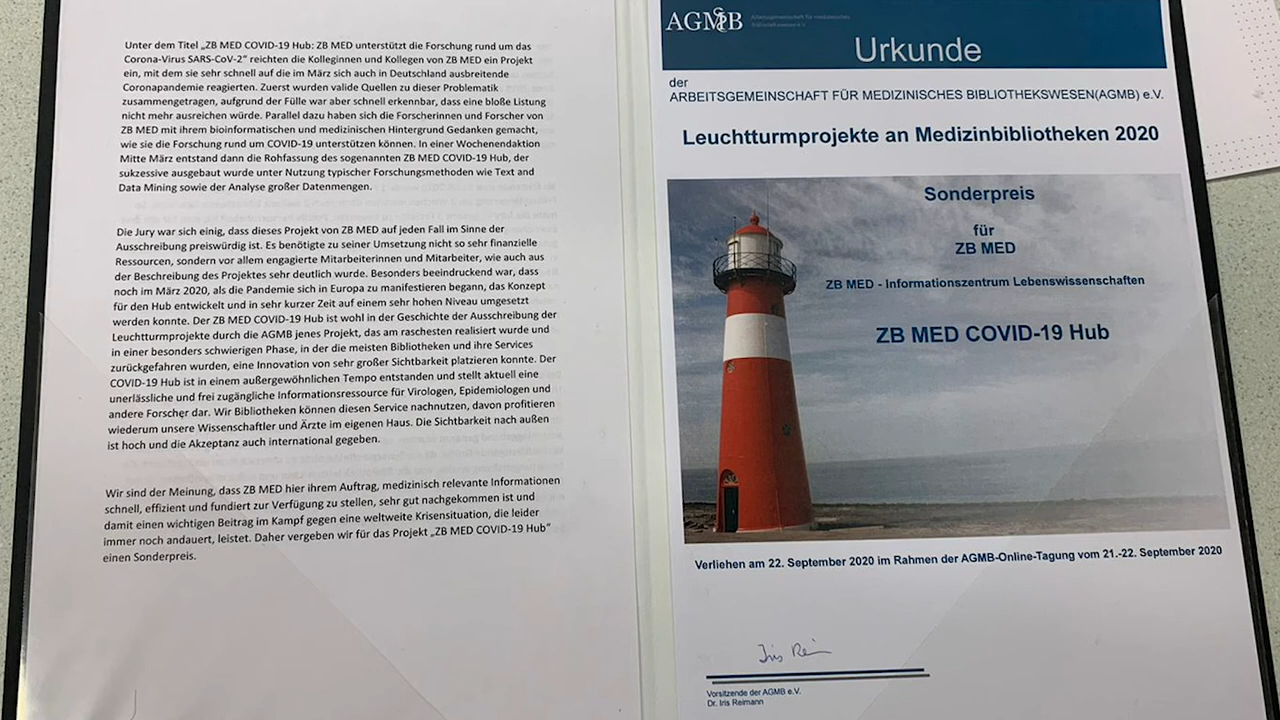 Unter dem Titel „ZB MED COVID-19 Hub: ZB MED unterstützt die Forschung rund um das
Corona-Virus SARS-CoV-2" reichten die Kolleginnen und Kollegen von ZB MED ein Projekt
ein, mit dem sie sehr schnell auf die im März sich auch in Deutschland ausbreitende
Coronapandemie reagierten. Zuerst wurden valide Quellen zu dieser Problematik
zusammengetragen, aufgrund der Fülle war aber schnell erkennbar, dass eine bloße Listung
nicht mehr ausreichen würde. Parallel dazu haben sich die Forscherinnen und Forscher von
ZB MED mit ihrem bioinformatischen und medizinischen Hintergrund Gedanken gemacht,
wie sie die Forschung rund um COVID-19 unterstützen können. In einer Wochenendaktion
Mitte März entstand dann die Rohfassung des sogenannten ZB MED COVID-19 Hub, der
sukzessive ausgebaut wurde unter Nutzung typischer Forschungsmethoden wie Text and
Data Mining sowie der Analyse großer Datenmengen.
Die Jury war sich einig, dass dieses Projekt von ZB MED auf jeden Fall im Sinne der
Ausschreibung preiswürdig ist. Es benötigte zu seiner Umsetzung nicht so sehr finanzielle
Ressourcen, sondern vor allem engagierte Mitarbeiterinnen und Mitarbeiter, wie auch aus
der Beschreibung des Projektes sehr deutlich wurde. Besonders beeindruckend war, dass
noch im März 2020, als die Pandemie sich in Europa zu manifestieren begann, das Konzept
für den Hub entwickelt und in sehr kurzer Zeit auf einem sehr hohen Niveau umgesetzt
werden konnte. Der ZB MED COVID-19 Hub ist wohl in der Geschichte der Ausschreibung der
Leuchtturmprojekte durch die AGMB jenes Projekt, das am raschesten realisiert wurde und
in einer besonders schwierigen Phase, in der die meisten Bibliotheken und ihre Services
zurückgefahren wurden, eine Innovation von sehr großer Sichtbarkeit platzieren konnte. Der
COVID-19 Hub ist in einem außergewöhnlichen Tempo entstanden und stellt aktuell eine
unerlässliche und frei zugängliche Informationsressource für Virologen, Epidemiologen und
andere Forscher dar. Wir Bibliotheken können diesen Service nachnutzen, davon profitieren
wiederum unsere Wissenschaftler und Ärzte im eigenen Haus. Die Sichtbarkeit nach außen
ist hoch und die Akzeptanz auch international gegeben.
Wir sind der Meinung, dass ZB MED hier ihrem Auftrag, medizinisch relevante Informationen
schnell, effizient und fundiert zur Verfügung zu stellen, sehr gut nachgekommen ist und
damit einen wichtigen Beitrag im Kampf gegen eine weltweite Krisensituation, die leider
immer noch andauert, leistet. Daher vergeben wir für das Projekt „ZB MED COVID-19 Hub"
einen Sonderpreis.
AGMB
Arbeitsgemeinschaft für medizinisches
Bibliothekswesen e.V.
Urkunde
der
ARBEITSGEMEINSCHAFT FÜR MEDIZINISCHES BIBLIOTHEKSWESEN(AGMB) e.V.
Leuchtturmprojekte an Medizinbibliotheken 2020
Sonderpreis
für
ZB MED
ZB MED - Informationszentrum Lebenswissenschaften
ZB MED COVID-19 Hub
Verliehen am 22. September 2020 im Rahmen der AGMB-Online-Tagung vom 21.-22. September 2020
Iris Rei
Vorsitzende der AGMB e.V.
Dr. Iris Reimann